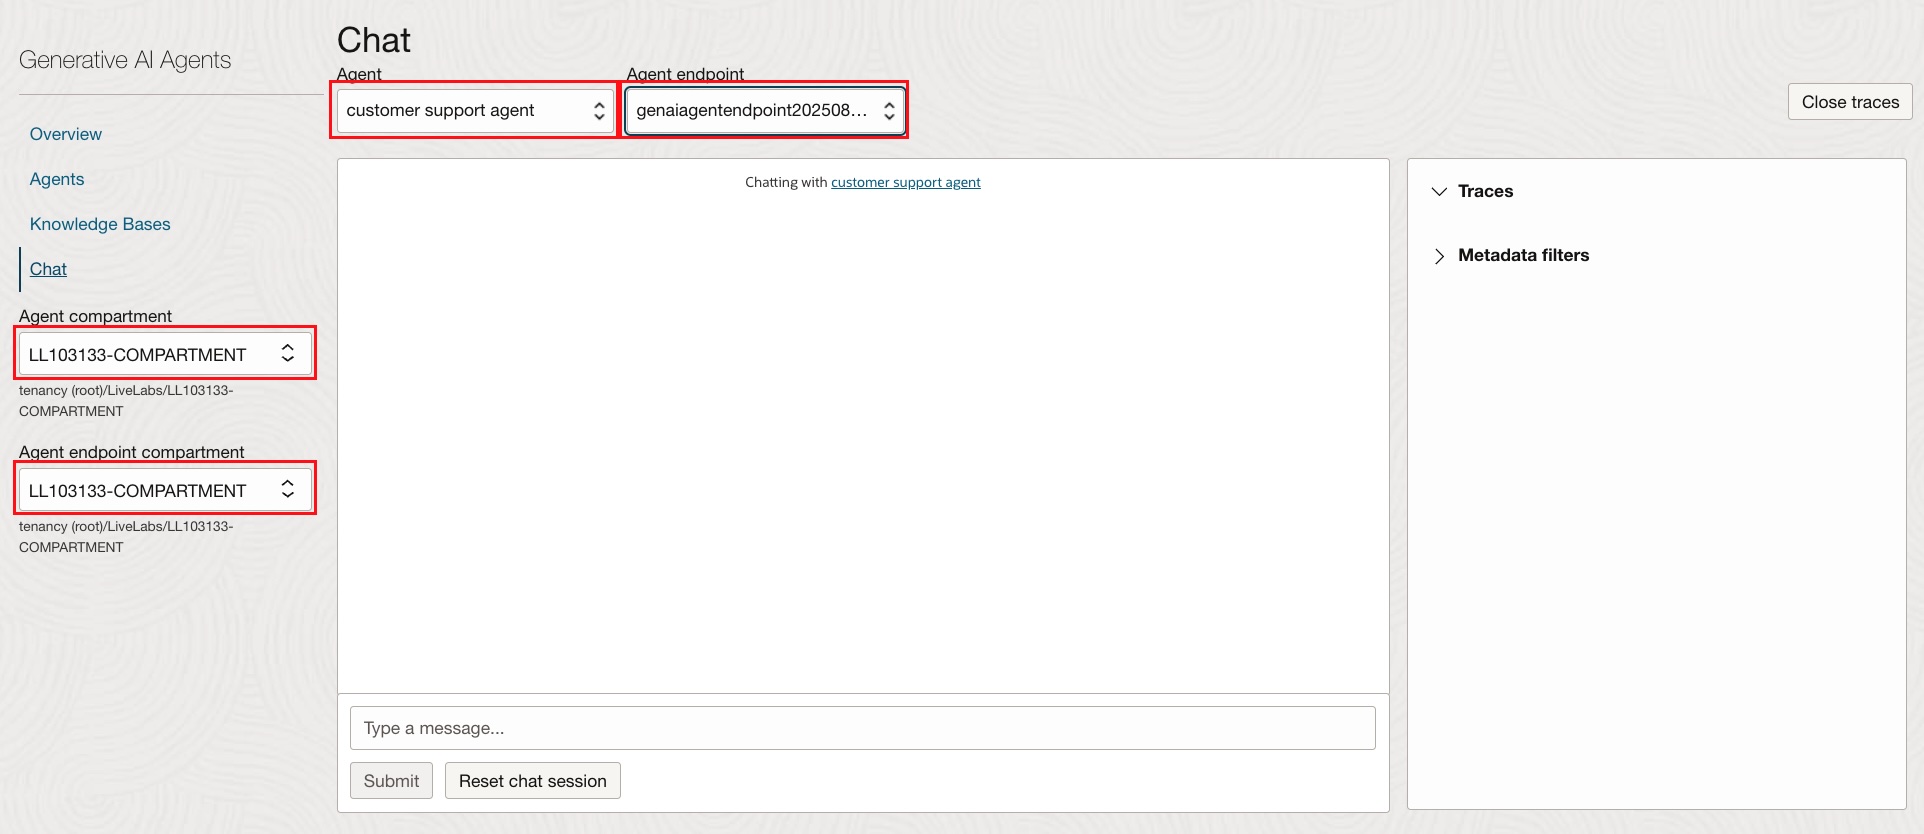 Generative AI Agents
Overview
Agents
Knowledge Bases
Chat
Agent compartment
LL103133-COMPARTMENT
tenancy (root)/LiveLabs/LL103133-
COMPARTMENT
Agent endpoint compartment
LL103133-COMPARTMENT
tenancy (root)/LiveLabs/LL103133-
COMPARTMENT
Chat
Agent
customer support agent
Agent endpoint
genaiagentendpoint202508...
Close traces
Chatting with customer support agent
Type a message...
Submit
Reset chat session
Traces
Metadata filters